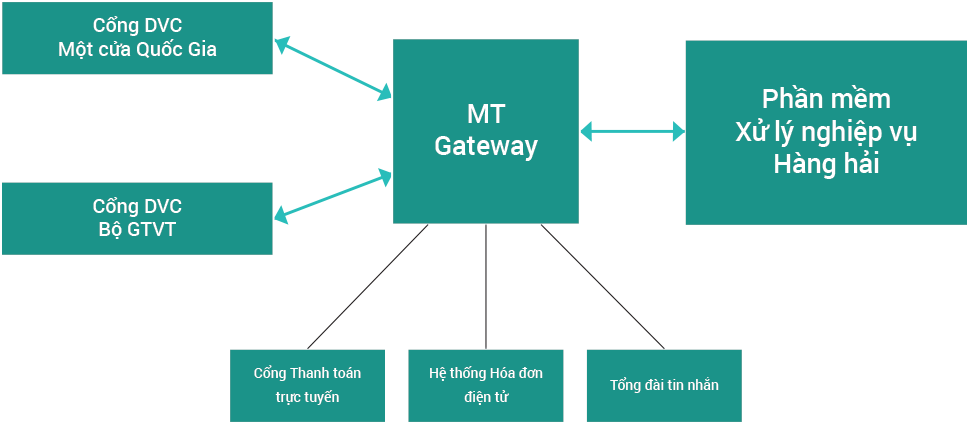 Cổng DVC
Một cửa Quốc Gia
MT
Gateway
Phần mềm
Xử lý nghiệp vụ
Hàng hải
Cổng DVC
Bộ GTVT
Cổng Thanh toán
trực tuyến
Hệ thống Hóa đơn
điện tử
Tổng đài tin nhắn